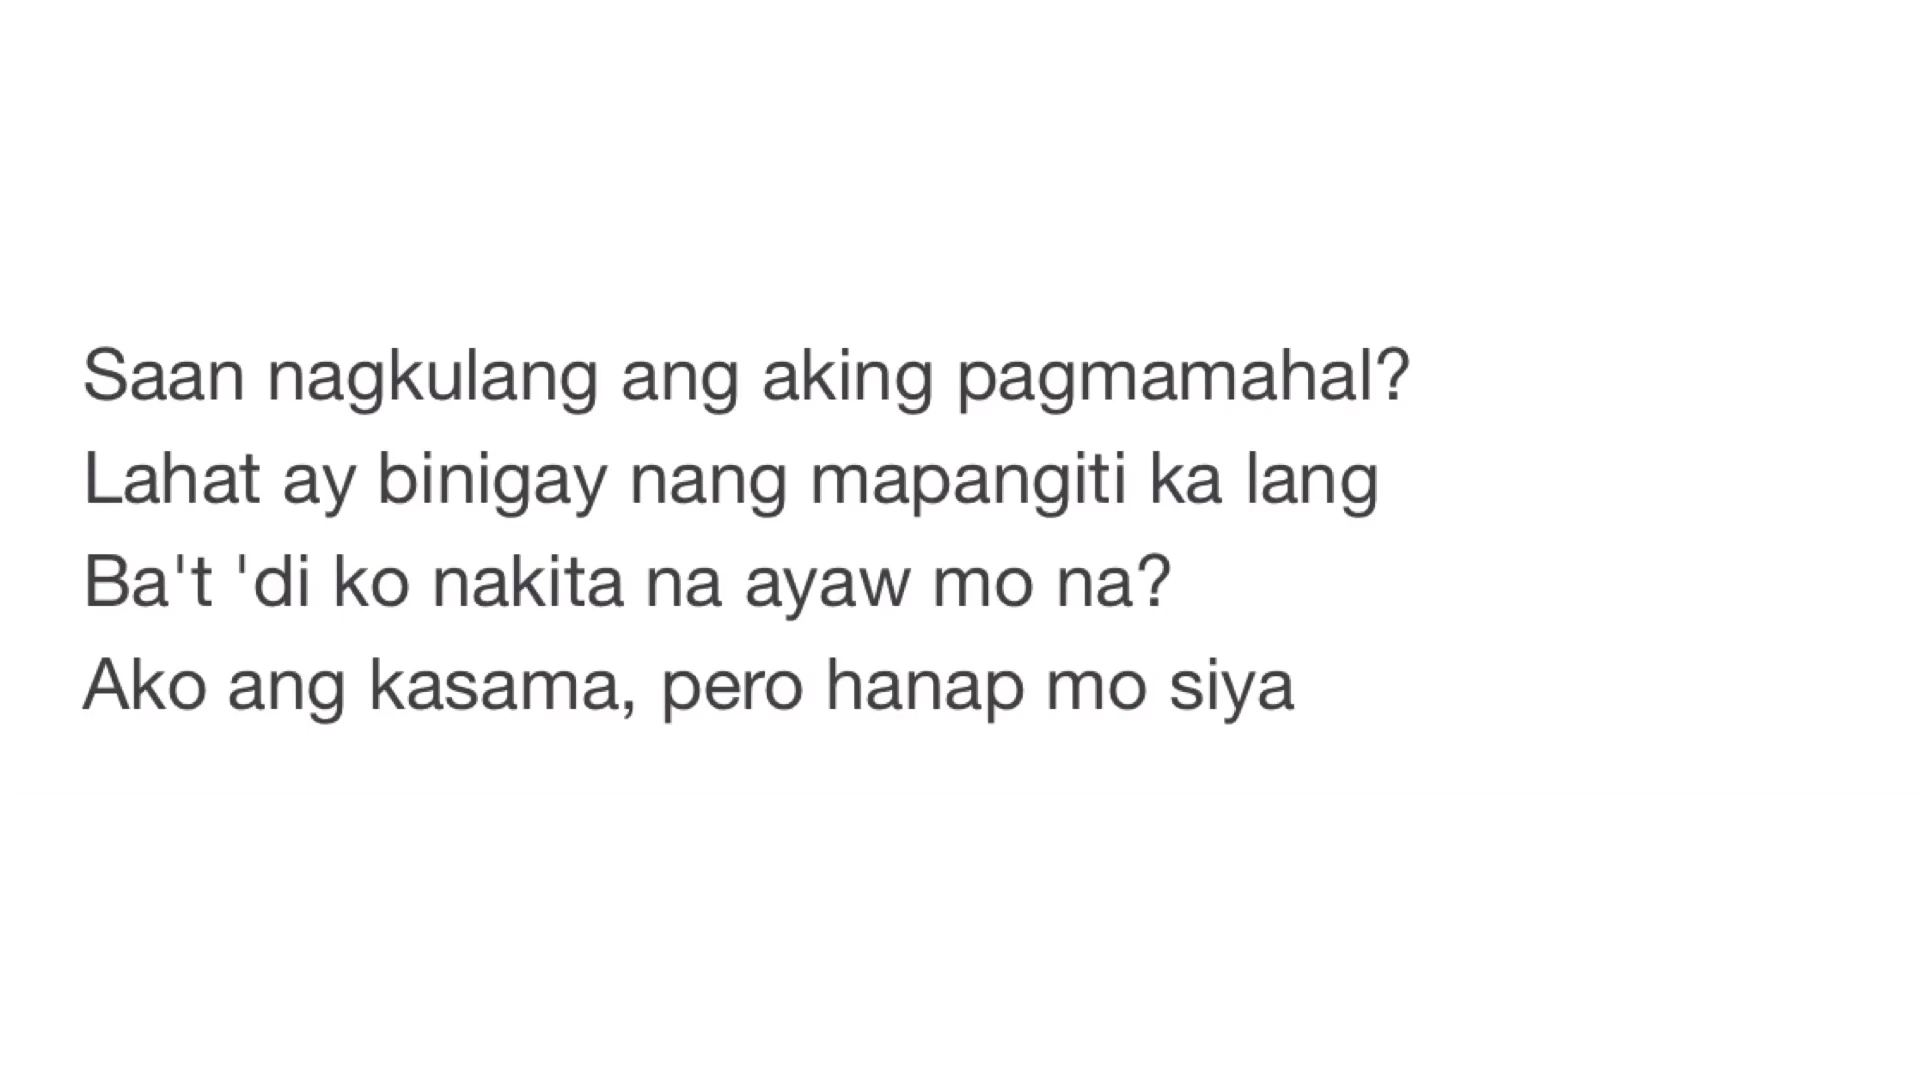 Saan nagkulang ang aking pagmamahal?
Lahat ay binigay nang mapangiti ka lang
Ba't 'di ko nakita na ayaw mo na?
Ako ang kasama, pero hanap mo siya